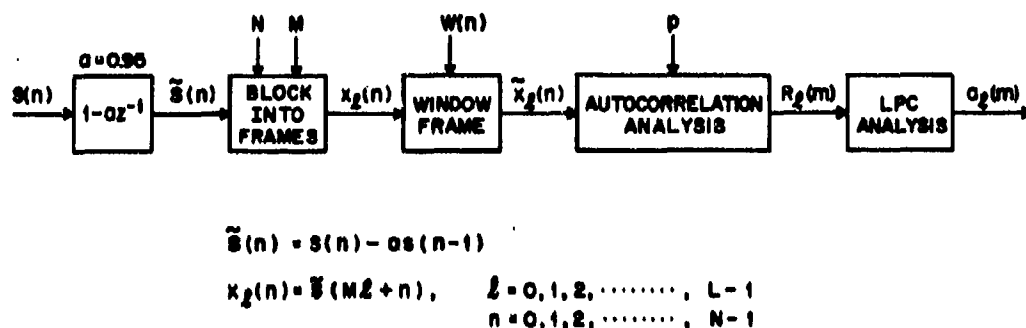 N M W(n) p
a=0.95
S(n) 1-az⁻¹ s̃(n) BLOCK INTO FRAMES xℓ(n) WINDOW FRAME x̃ℓ(n) AUTOCORRELATION ANALYSIS Rℓ(m) LPC ANALYSIS aℓ(m)
s̃(n) = S(n) - as(n-1)
xℓ(n) = s̃(Mℓ+n), ℓ = 0, 1, 2, ········, L-1
n = 0, 1, 2, ········, N-1